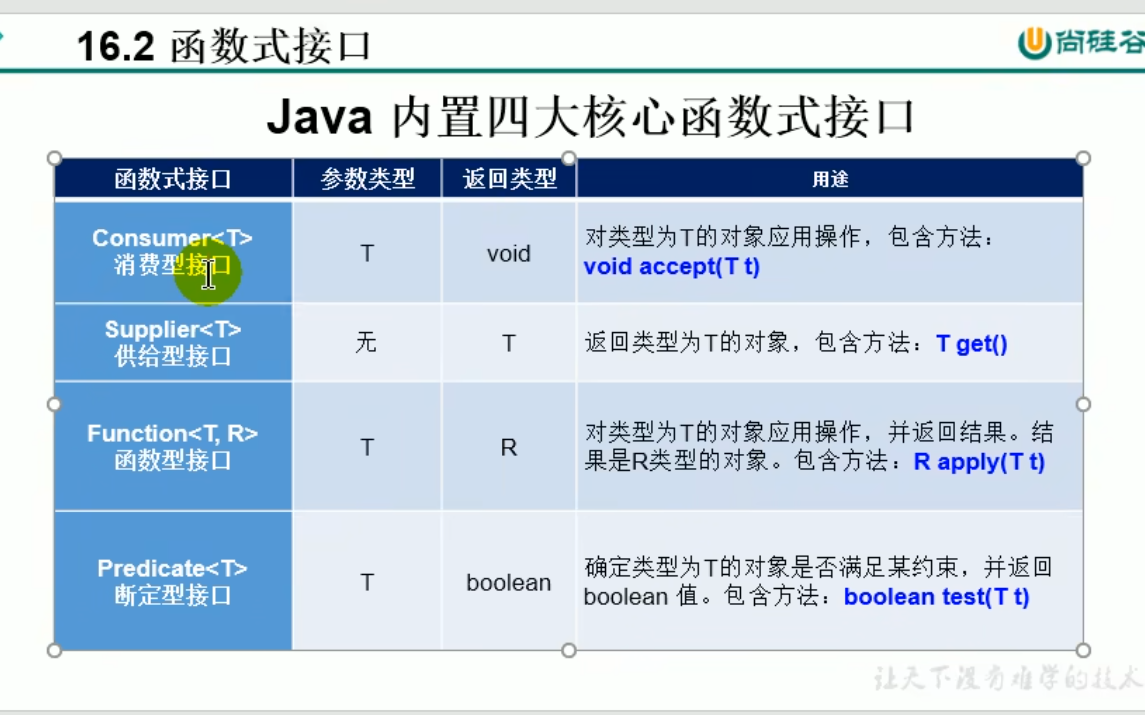 16.2 函数式接口
尚硅谷
Java 内置四大核心函数式接口
函数式接口 参数类型 返回类型 用途
Consumer<T>
消费型接口
T
void
对类型为T的对象应用操作，包含方法：
void accept(T t)
Supplier<T>
供给型接口
无
T
返回类型为T的对象，包含方法：T get()
Function<T, R>
函数型接口
T
R
对类型为T的对象应用操作，并返回结果。结
果是R类型的对象。包含方法：R apply(T t)
Predicate<T>
断定型接口
T
boolean
确定类型为T的对象是否满足某约束，并返回
boolean 值。包含方法：boolean test(T t)
让天下没有难学的技术